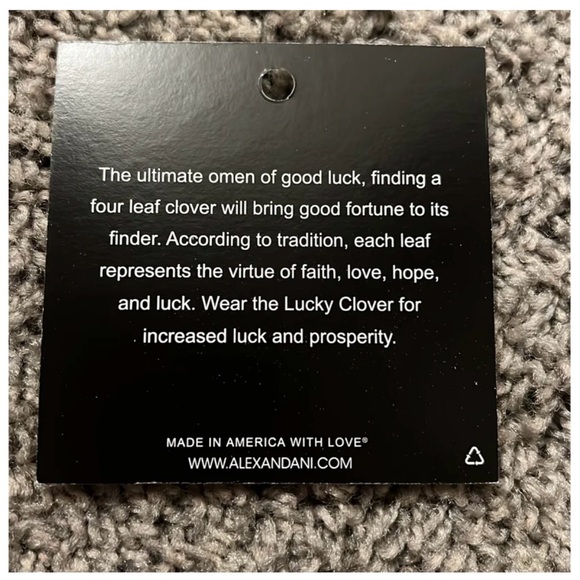 The ultimate omen of good luck, finding a
four leaf clover will bring good fortune to its
finder. According to tradition, each leaf
represents the virtue of faith, love, hope,
and luck. Wear the Lucky Clover for
increased luck and prosperity.
MADE IN AMERICA WITH LOVE®
WWW.ALEXANDANI.COM